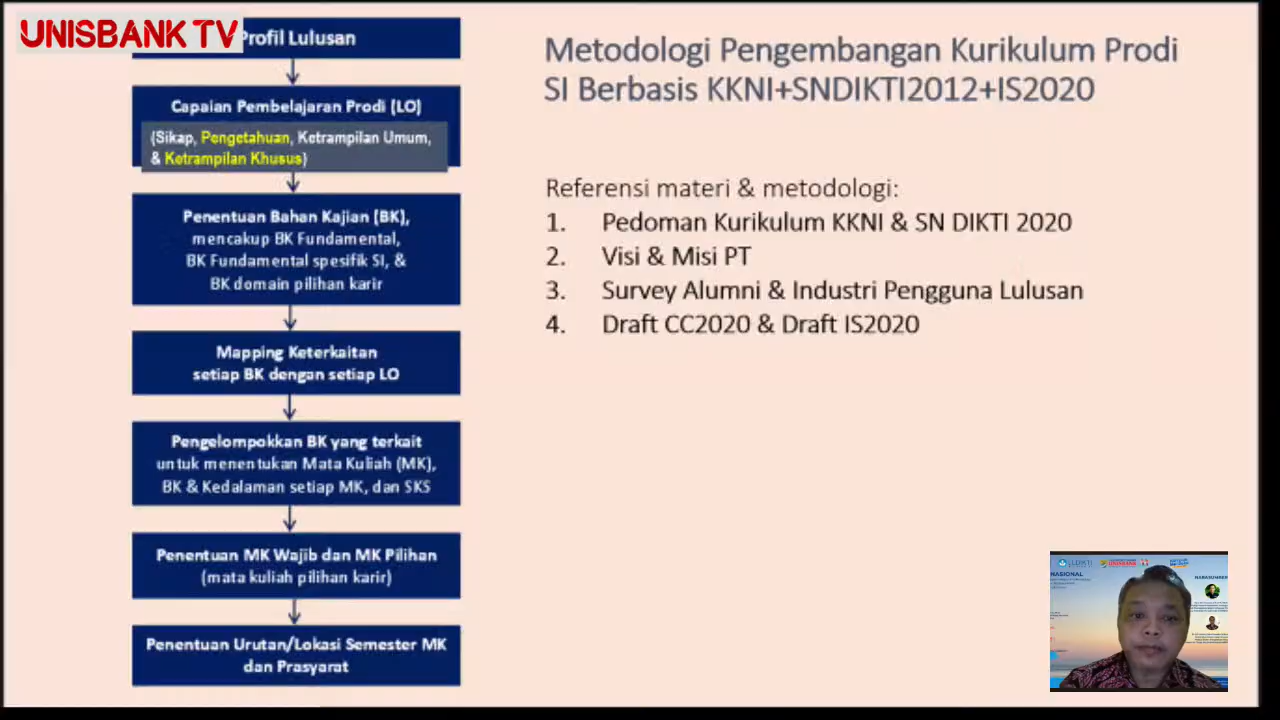 UNISBANK TV
Profil Lulusan
Capaian Pembelajaran Prodi (LO)
(Sikap, Pengetahuan, Ketrampilan Umum,
& Ketrampilan Khusus)
Penentuan Bahan Kajian (BK),
mencakup BK Fundamental,
BK Fundamental spesifik SI, &
BK domain pilihan karir
Mapping Keterkaitan
setiap BK dengan setiap LO
Pengelompokkan BK yang terkait
untuk menentukan Mata Kuliah (MK),
BK & Kedalaman setiap MK, dan SKS
Penentuan MK Wajib dan MK Pilihan
(mata kuliah pilihan karir)
Penentuan Urutan/Lokasi Semester MK
dan Prasyarat
Metodologi Pengembangan Kurikulum Prodi
SI Berbasis KKNI+SNDIKTI2012+IS2020
Referensi materi & metodologi:
1. Pedoman Kurikulum KKNI & SN DIKTI 2020
2. Visi & Misi PT
3. Survey Alumni & Industri Pengguna Lulusan
4. Draft CC2020 & Draft IS2020
LLDIKTI
UNISBANK
NASIONAL
NARASUMBER